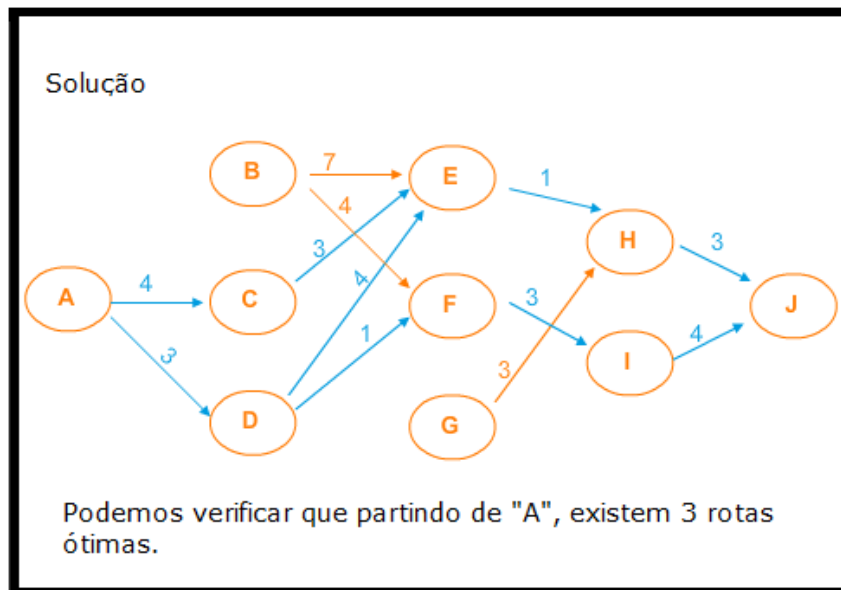 Solução
B
7
E
1
4
H
3
3
A
4
C
4
F
3
J
1
4
3
I
D
3
G
Podemos verificar que partindo de "A", existem 3 rotas
ótimas.